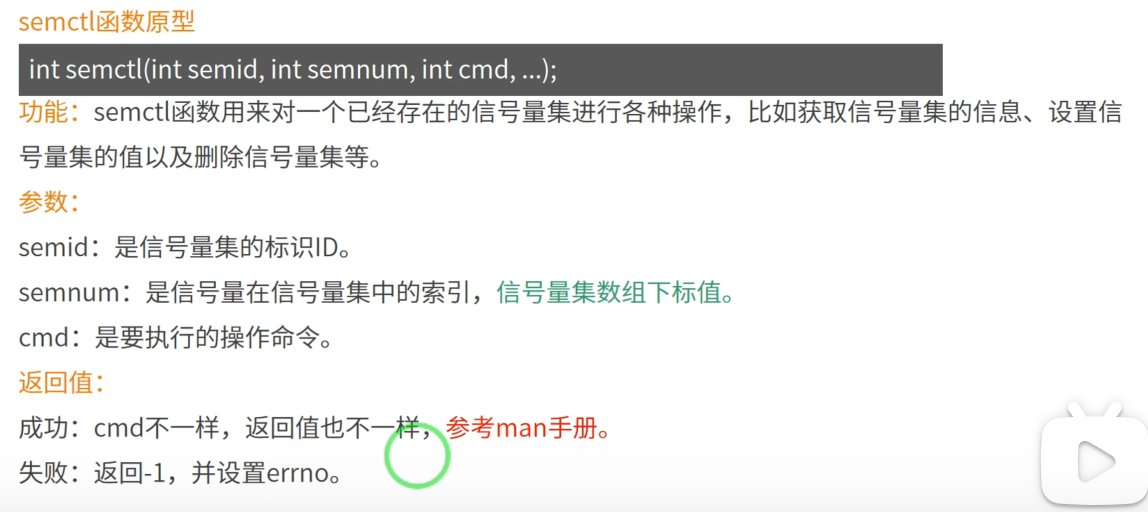 semctl函数原型
int semctl(int semid, int semnum, int cmd, ...);
功能：semctl函数用来对一个已经存在的信号量集进行各种操作，比如获取信号量集的信息、设置信
号量集的值以及删除信号量集等。
参数：
semid：是信号量集的标识ID。
semnum：是信号量在信号量集中的索引，信号量集数组下标值。
cmd：是要执行的操作命令。
返回值：
成功：cmd不一样，返回值也不一样，参考man手册。
失败：返回-1，并设置errno。